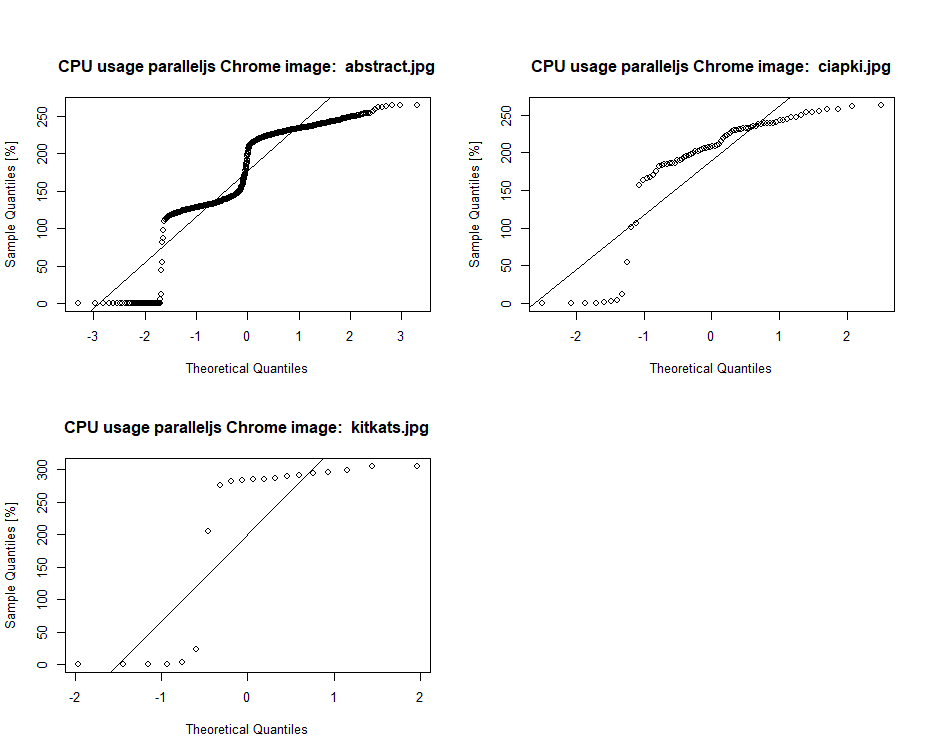 CPU usage paralleljs Chrome image:  abstract.jpg
Sample Quantiles [%]
250
200
150
100
50
0
-3 -2 -1 0 1 2 3
Theoretical Quantiles
CPU usage paralleljs Chrome image:  ciapki.jpg
Sample Quantiles [%]
250
200
150
100
50
0
-2 -1 0 1 2
Theoretical Quantiles
CPU usage paralleljs Chrome image:  kitkats.jpg
Sample Quantiles [%]
300
250
200
150
100
50
0
-2 -1 0 1 2
Theoretical Quantiles